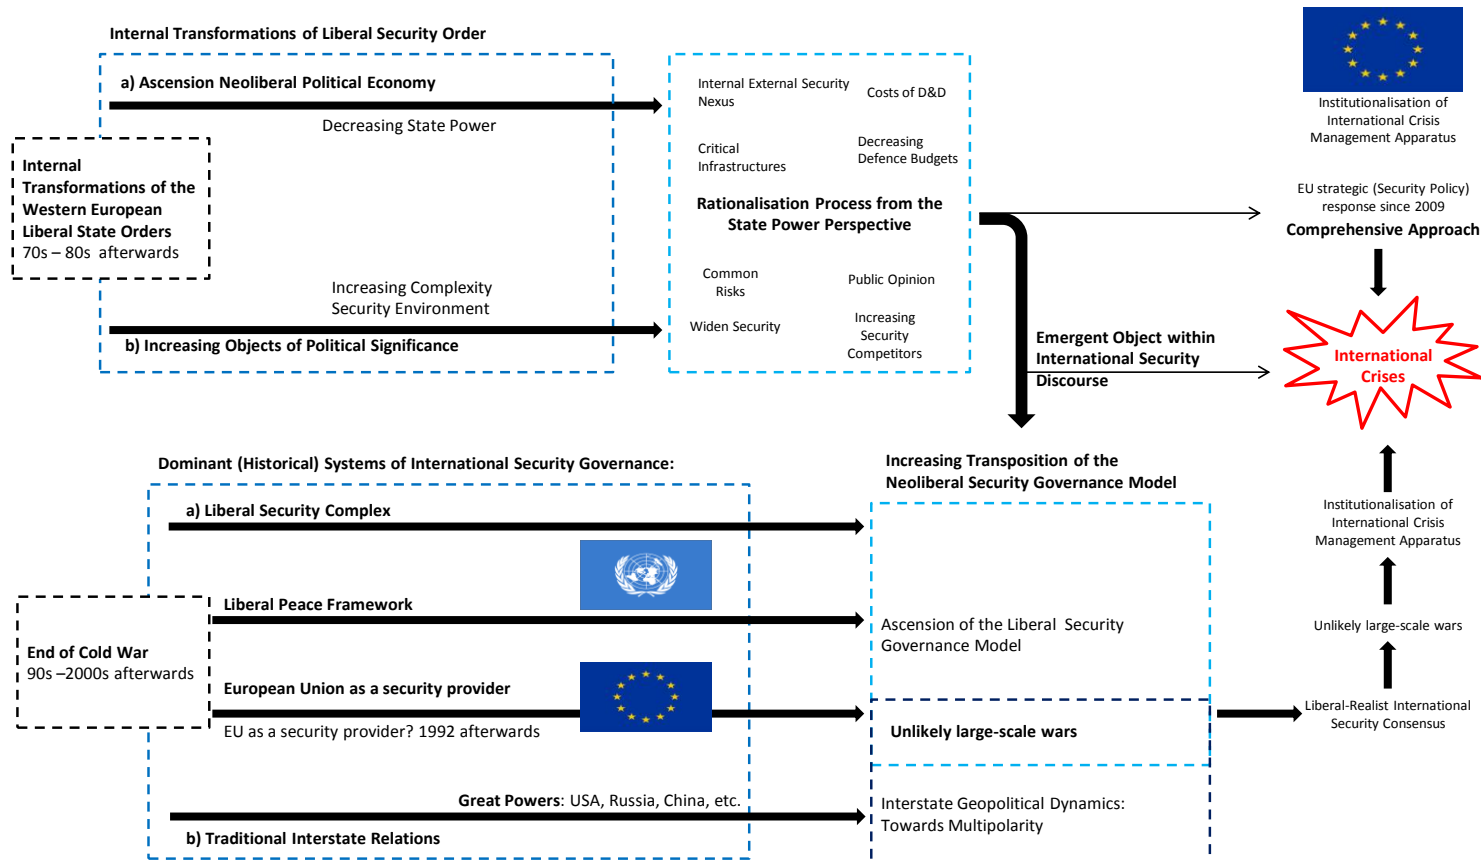 Internal Transformations of Liberal Security Order
a) Ascension Neoliberal Political Economy
Decreasing State Power
Internal
Transformations of the
Western European
Liberal State Orders
70s – 80s  afterwards
Increasing Complexity
Security Environment
b) Increasing Objects of Political Significance
Internal External Security
Nexus
Costs of D&D
Critical
Infrastructures
Decreasing
Defence Budgets
Rationalisation Process from the
State Power Perspective
Common
Risks
Public Opinion
Widen Security
Increasing
Security
Competitors
Institutionalisation of
International Crisis
Management Apparatus
EU strategic (Security Policy)
response since 2009
Comprehensive Approach
Emergent Object within
International Security
Discourse
International
Crises
Dominant (Historical) Systems of International Security Governance:
a) Liberal Security Complex
Liberal Peace Framework
End of Cold War
90s –2000s afterwards
European Union as a security provider
EU as a security provider? 1992 afterwards
Great Powers: USA, Russia, China, etc.
b) Traditional Interstate Relations
Increasing Transposition of the
Neoliberal Security Governance Model
Ascension of the Liberal  Security
Governance Model
Unlikely large-scale wars
Interstate Geopolitical Dynamics:
Towards Multipolarity
Institutionalisation of
International Crisis
Management Apparatus
Unlikely large-scale wars
Liberal-Realist International
Security Consensus